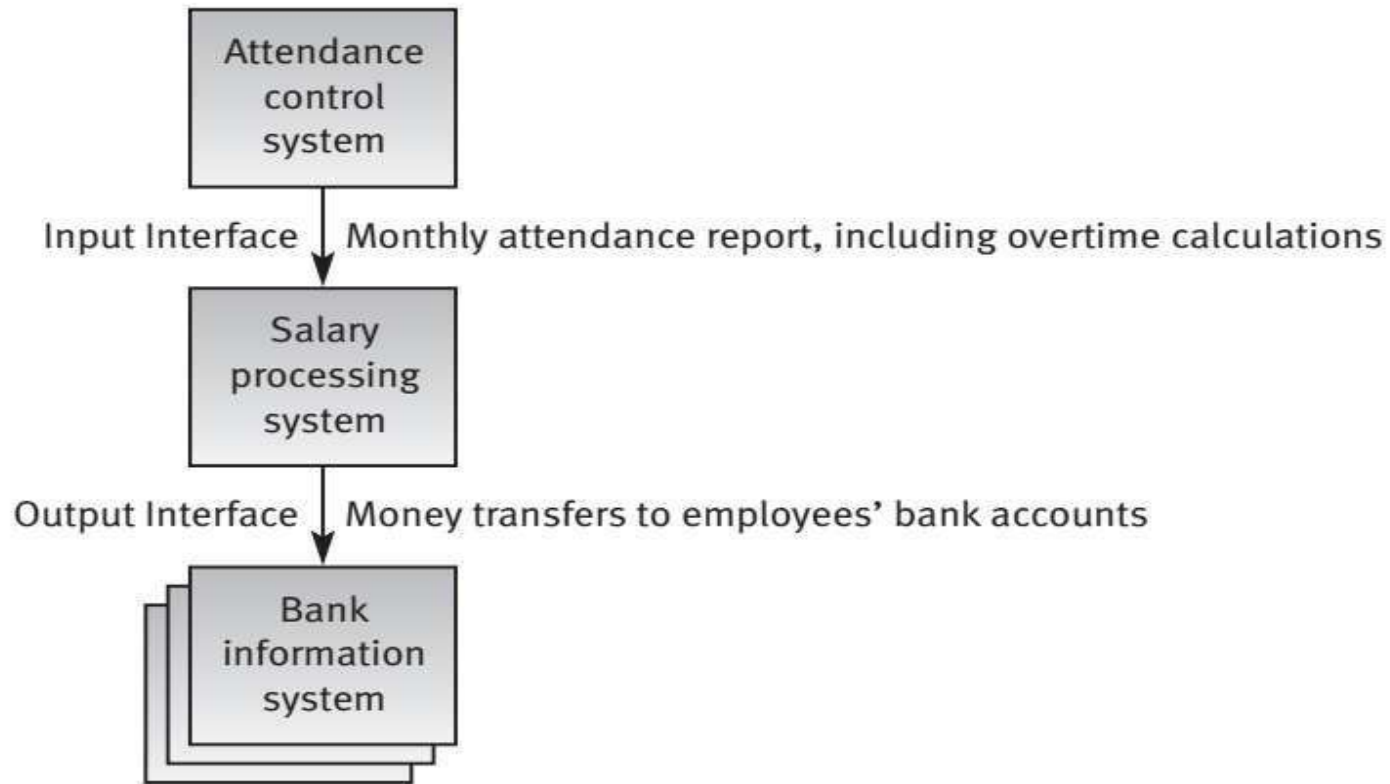 Attendance
control
system
Input Interface Monthly attendance report, including overtime calculations
Salary
processing
system
Output Interface Money transfers to employees’ bank accounts
Bank
information
system